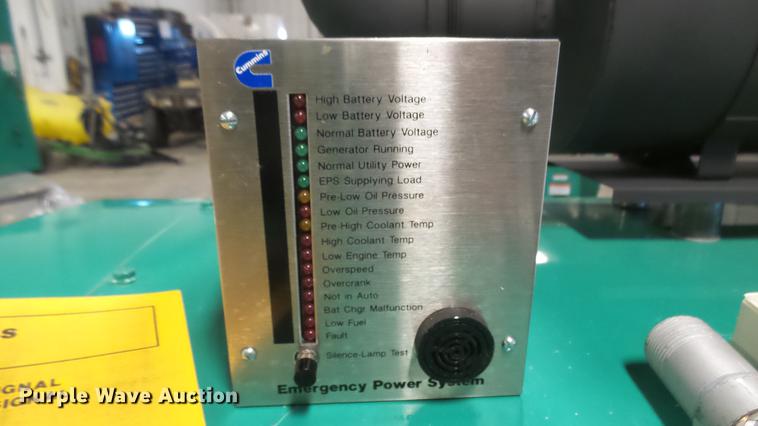 Cummins
High Battery Voltage
Low Battery Voltage
Normal Battery Voltage
Generator Running
Normal Utility Power
EPS Supplying Load
Pre-Low Oil Pressure
Low Oil Pressure
Pre-High Coolant Temp
High Coolant Temp
Low Engine Temp
Overspeed
Overcrank
Not in Auto
Bat Chgr Malfunction
Low Fuel
Fault
Silence-Lamp Test
Emergency Power System
S
GNAL
SIGN
Purple Wave Auction